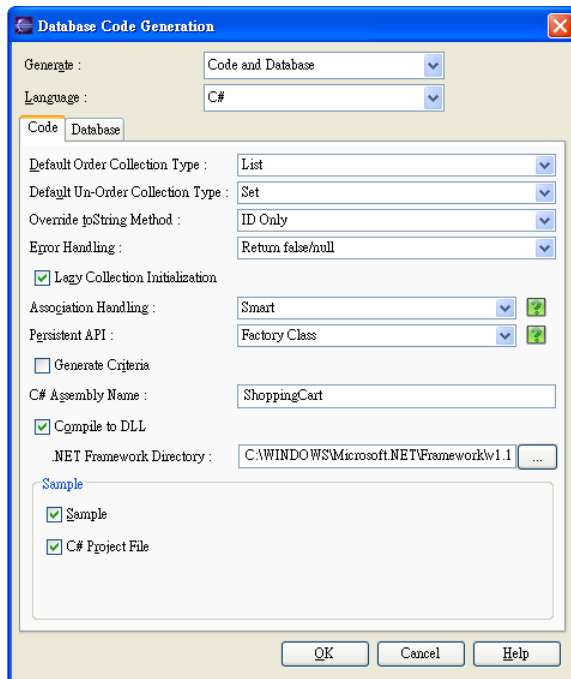 Database Code Generation
Generate : Code and Database
Language : C#
Code Database
Default Order Collection Type : List
Default Un-Order Collection Type : Set
Override toString Method : ID Only
Error Handling : Return false/null
Lazy Collection Initialization
Association Handling : Smart ?
Persistent API : Factory Class ?
Generate Criteria
C# Assembly Name : ShoppingCart
Compile to DLL
.NET Framework Directory : C:\WINDOWS\Microsoft.NET\Framework\v1.1 ...
Sample
Sample
C# Project File
OK Cancel Help